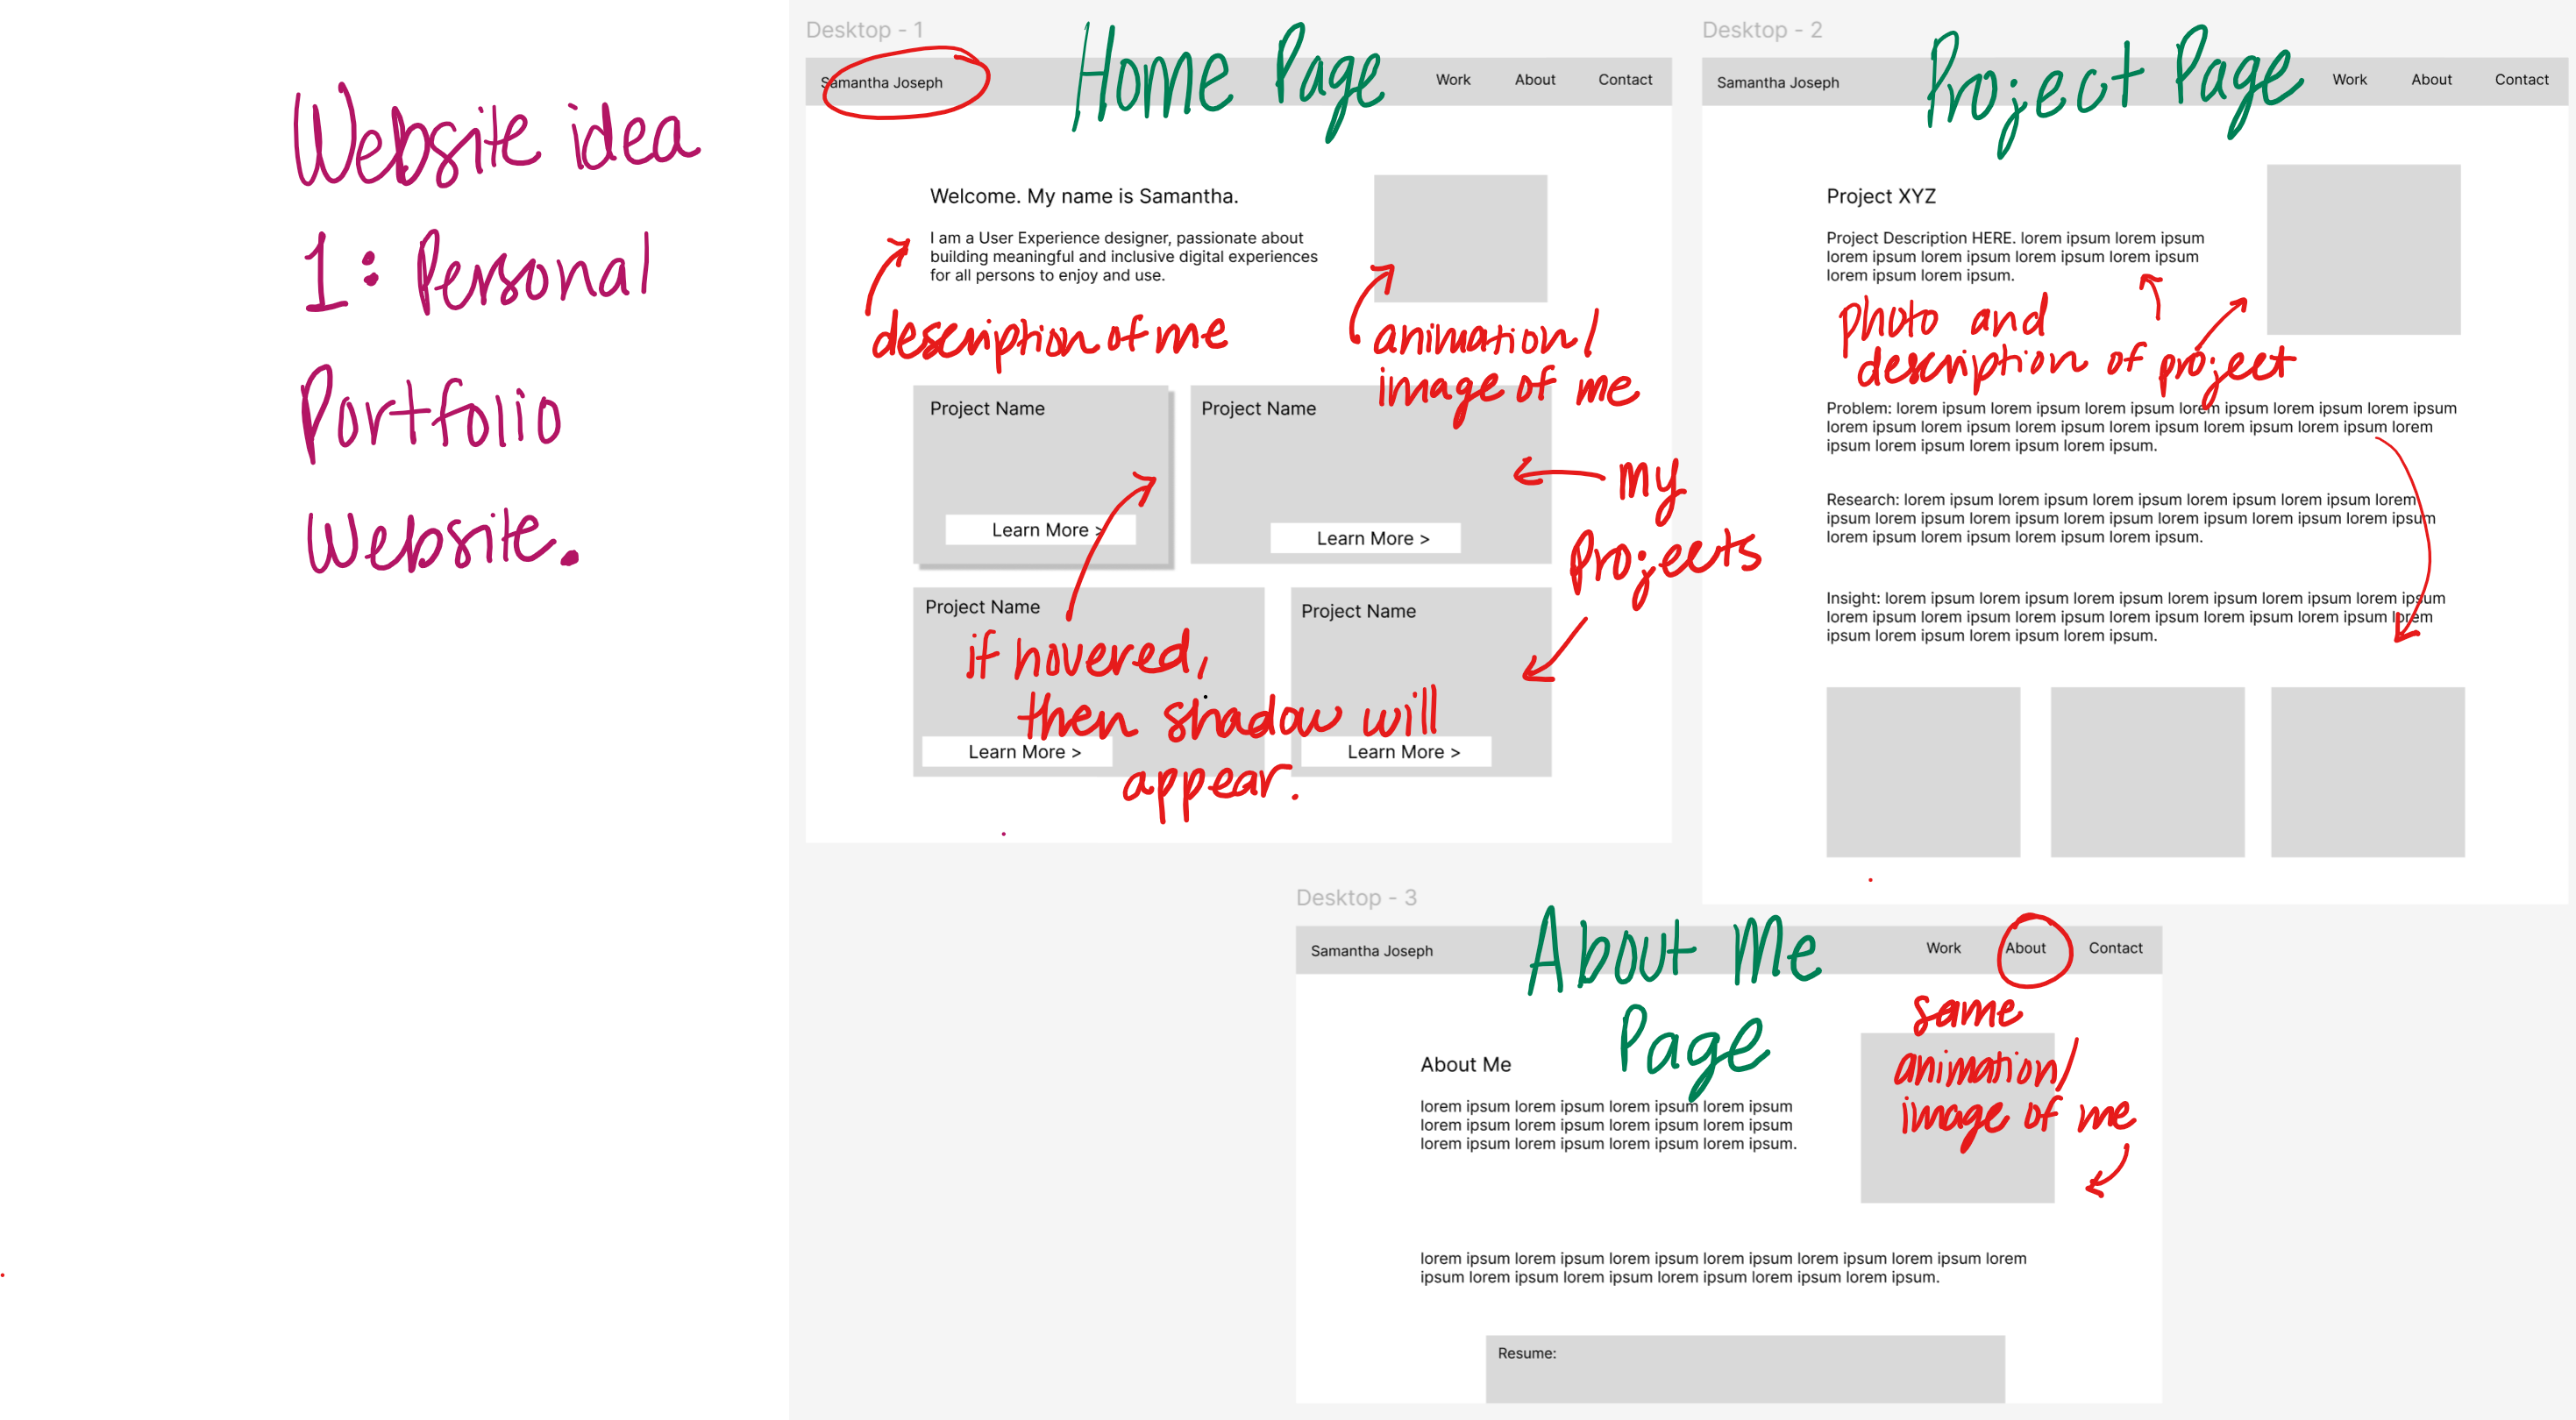 Website idea
1: Personal
Portfolio
Website.
Desktop - 1
Home Page
Samantha Joseph
Work About Contact
Welcome. My name is Samantha.
I am a User Experience designer, passionate about
building meaningful and inclusive digital experiences
for all persons to enjoy and use.
description of me
animation/
image of me
Project Name
Learn More >
Project Name
Learn More >
my
projects
Project Name
Learn More >
Project Name
Learn More >
if hovered,
then shadow will
appear.
Desktop - 2
Project Page
Samantha Joseph
Work About Contact
Project XYZ
Project Description HERE. lorem ipsum lorem ipsum
lorem ipsum lorem ipsum lorem ipsum lorem ipsum
lorem ipsum lorem ipsum.
photo and
description of project
Problem: lorem ipsum lorem ipsum lorem ipsum lorem ipsum lorem ipsum lorem ipsum
lorem ipsum lorem ipsum lorem ipsum lorem ipsum lorem ipsum lorem ipsum lorem
ipsum lorem ipsum lorem ipsum lorem ipsum.
Research: lorem ipsum lorem ipsum lorem ipsum lorem ipsum lorem ipsum lorem
ipsum lorem ipsum lorem ipsum lorem ipsum lorem ipsum lorem ipsum lorem ipsum
lorem ipsum lorem ipsum lorem ipsum lorem ipsum.
Insight: lorem ipsum lorem ipsum lorem ipsum lorem ipsum lorem ipsum lorem ipsum
lorem ipsum lorem ipsum lorem ipsum lorem ipsum lorem ipsum lorem ipsum lorem
ipsum lorem ipsum lorem ipsum lorem ipsum.
Desktop - 3
About Me
Page
Samantha Joseph
Work About Contact
same
animation/
image of me
About Me
lorem ipsum lorem ipsum lorem ipsum lorem ipsum
lorem ipsum lorem ipsum lorem ipsum lorem ipsum
lorem ipsum lorem ipsum lorem ipsum lorem ipsum.
lorem ipsum lorem ipsum lorem ipsum lorem ipsum lorem ipsum lorem ipsum lorem
ipsum lorem ipsum lorem ipsum lorem ipsum lorem ipsum lorem ipsum.
Resume: